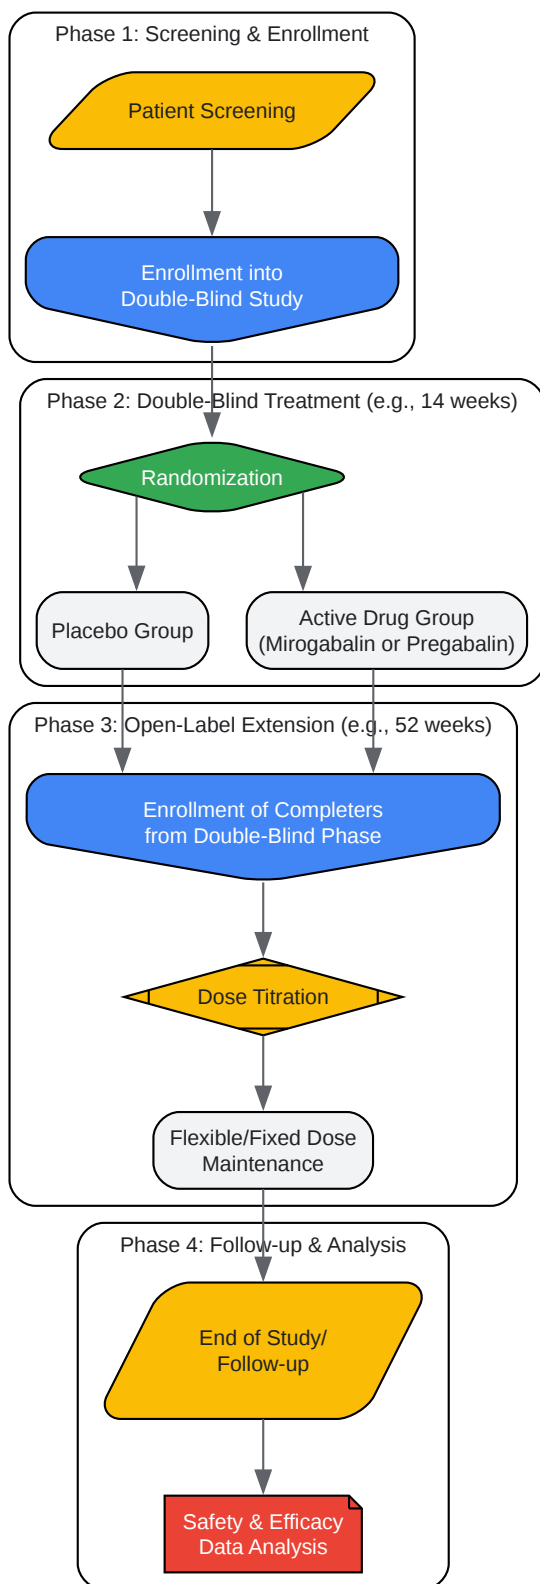 Phase 1: Screening & Enrollment
Patient Screening
Enrollment into
Double-Blind Study
Phase 2: Double-Blind Treatment (e.g., 14 weeks)
Randomization
Placebo Group
Active Drug Group
(Mirogabalin or Pregabalin)
Phase 3: Open-Label Extension (e.g., 52 weeks)
Enrollment of Completers
from Double-Blind Phase
Dose Titration
Flexible/Fixed Dose
Maintenance
Phase 4: Follow-up & Analysis
End of Study/
Follow-up
Safety & Efficacy
Data Analysis